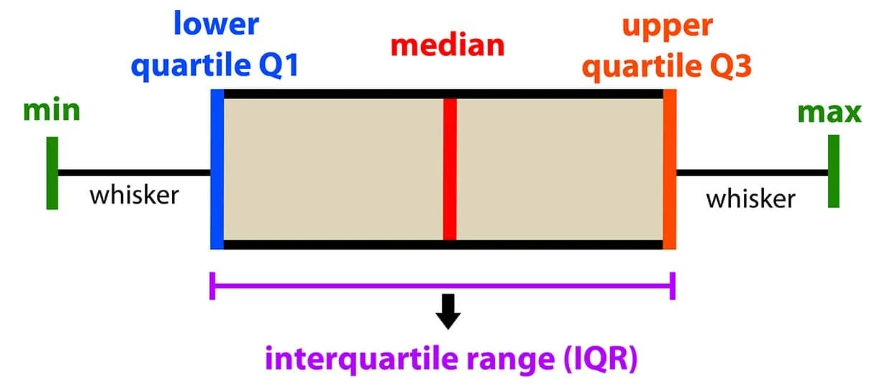 lower
quartile Q1
median
upper
quartile Q3
min
max
whisker
whisker
interquartile range (IQR)